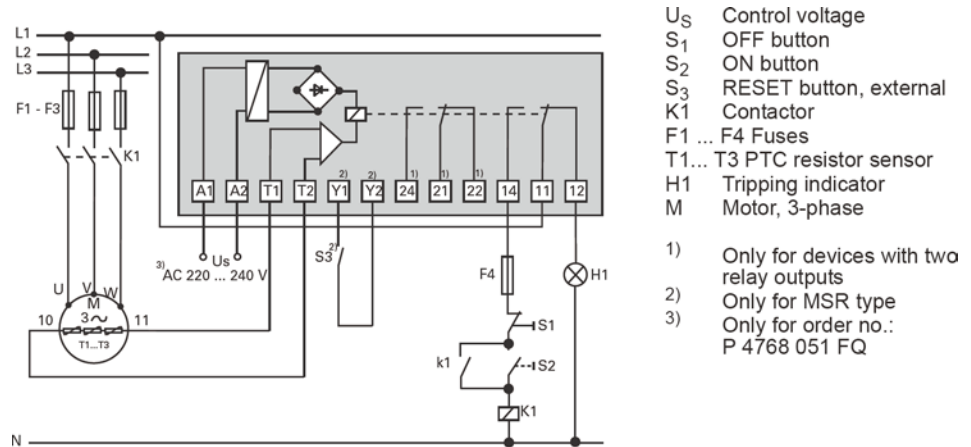 L1
L2
L3
F1 - F3
K1
A1 A2 T1 T2 Y1 2) Y2 2) 24 1) 21 1) 22 1) 14 11 12
3) AC 220 ... 240 V
Us
S3 2)
F4
H1
U V W
M
3~
10 11
T1...T3
S1
k1
S2
K1
N
US Control voltage
S1 OFF button
S2 ON button
S3 RESET button, external
K1 Contactor
F1 ... F4 Fuses
T1... T3 PTC resistor sensor
H1 Tripping indicator
M Motor, 3-phase
1) Only for devices with two
relay outputs
2) Only for MSR type
3) Only for order no.:
P 4768 051 FQ